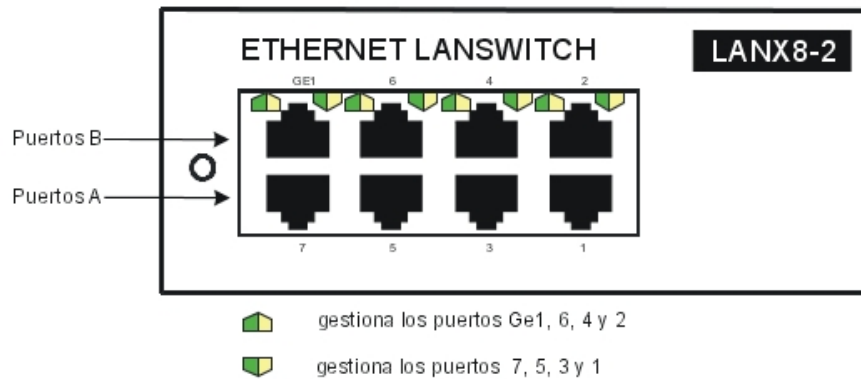 ETHERNET LANSWITCH
LANX8-2
GE1 6 4 2
Puertos B
Puertos A
7 5 3 1
gestiona los puertos Ge1, 6, 4 y 2
gestiona los puertos 7, 5, 3 y 1